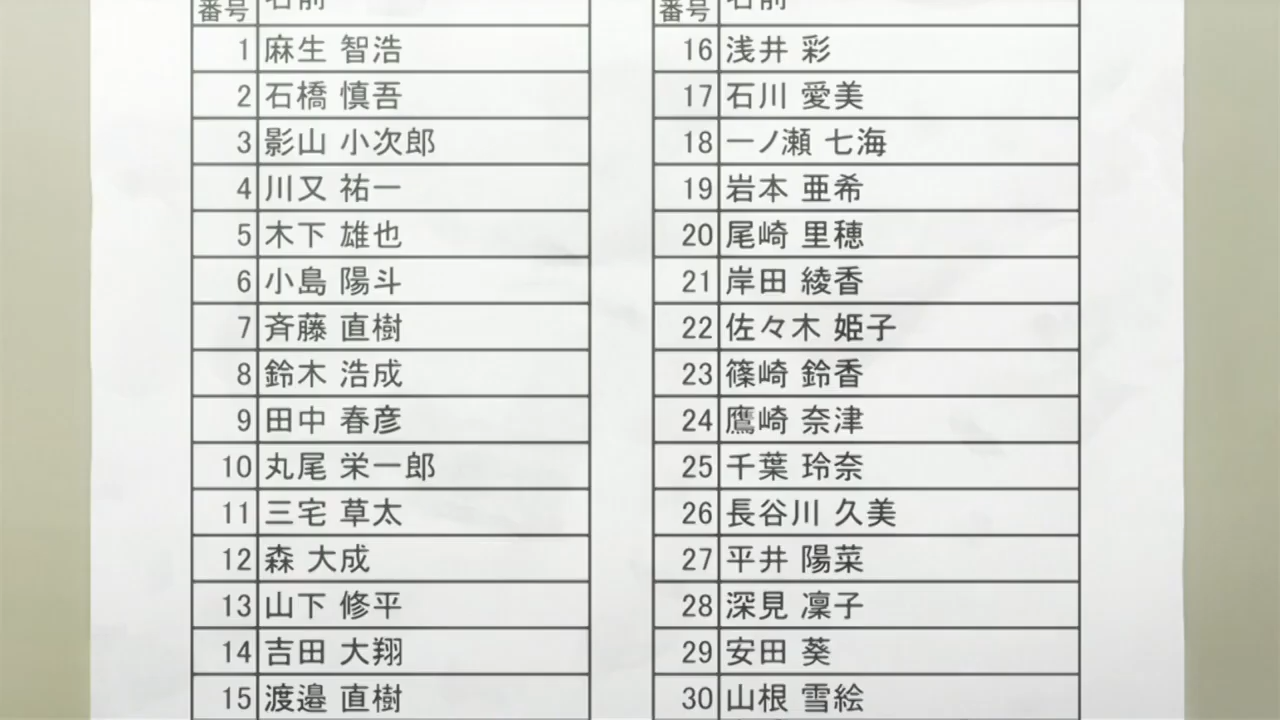 番号 名前
1 麻生 智浩
2 石橋 慎吾
3 影山 小次郎
4 川又 祐一
5 木下 雄也
6 小島 陽斗
7 斉藤 直樹
8 鈴木 浩成
9 田中 春彦
10 丸尾 栄一郎
11 三宅 草太
12 森 大成
13 山下 修平
14 吉田 大翔
15 渡邉 直樹
番号 名前
16 浅井 彩
17 石川 愛美
18 一ノ瀬 七海
19 岩本 亜希
20 尾崎 里穂
21 岸田 綾香
22 佐々木 姫子
23 篠崎 鈴香
24 鷹崎 奈津
25 千葉 玲奈
26 長谷川 久美
27 平井 陽菜
28 深見 凜子
29 安田 葵
30 山根 雪絵